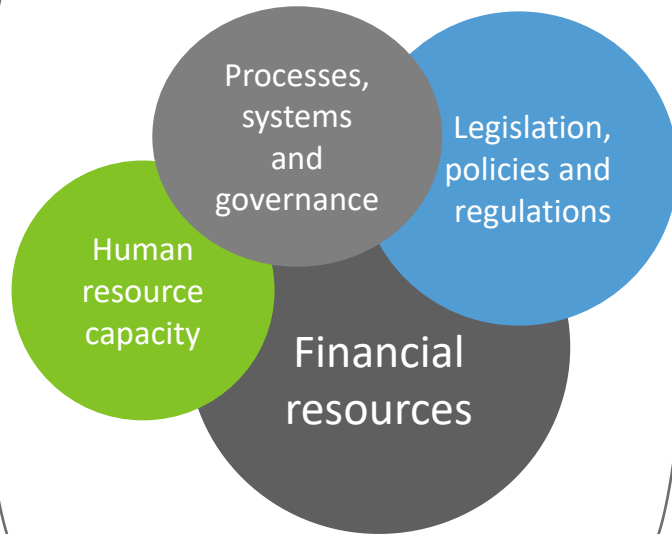 Processes,
systems
and
governance
Legislation,
policies and
regulations
Human
resource
capacity
Financial
resources